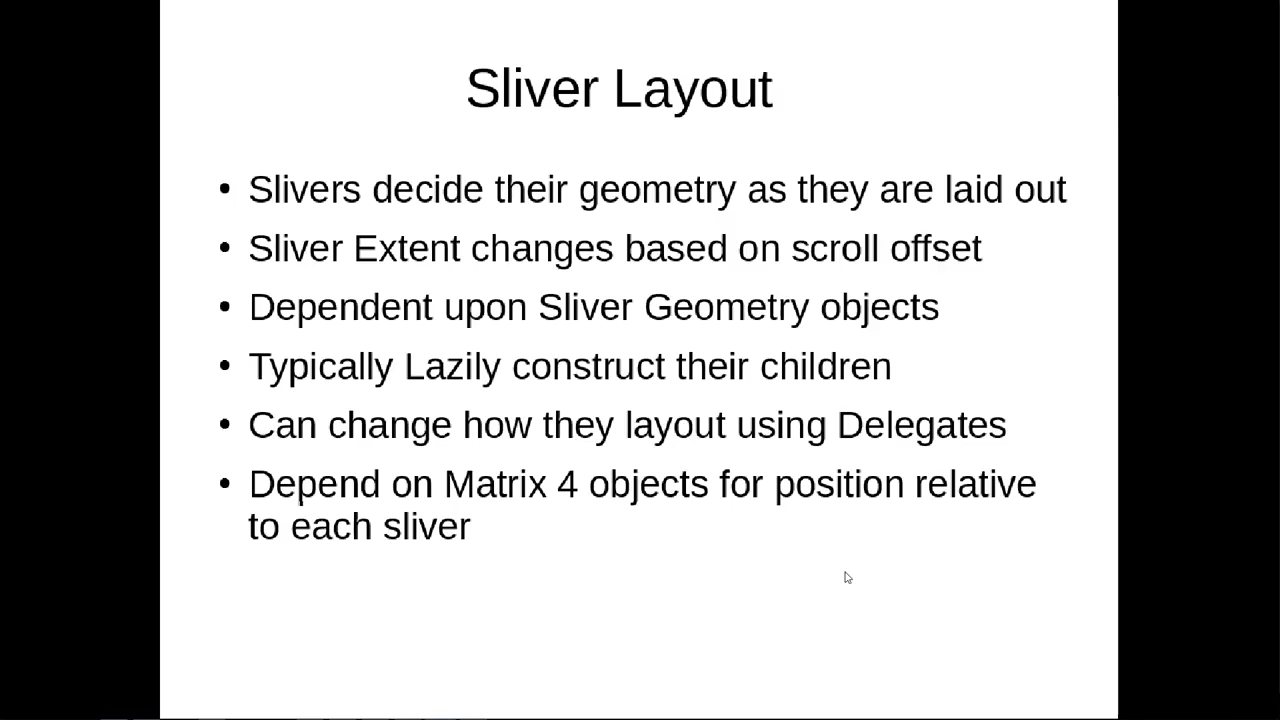 Sliver Layout
• Slivers decide their geometry as they are laid out
• Sliver Extent changes based on scroll offset
• Dependent upon Sliver Geometry objects
• Typically Lazily construct their children
• Can change how they layout using Delegates
• Depend on Matrix 4 objects for position relative
to each sliver